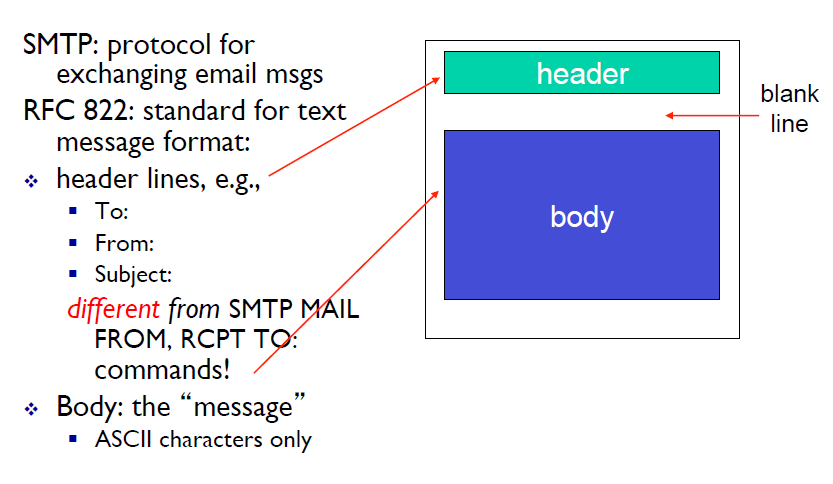 SMTP: protocol for
exchanging email msgs
RFC 822: standard for text
message format:
header lines, e.g.,
To:
From:
Subject:
different from SMTP MAIL
FROM, RCPT TO:
commands!
Body: the “message”
ASCII characters only
header
blank
line
body